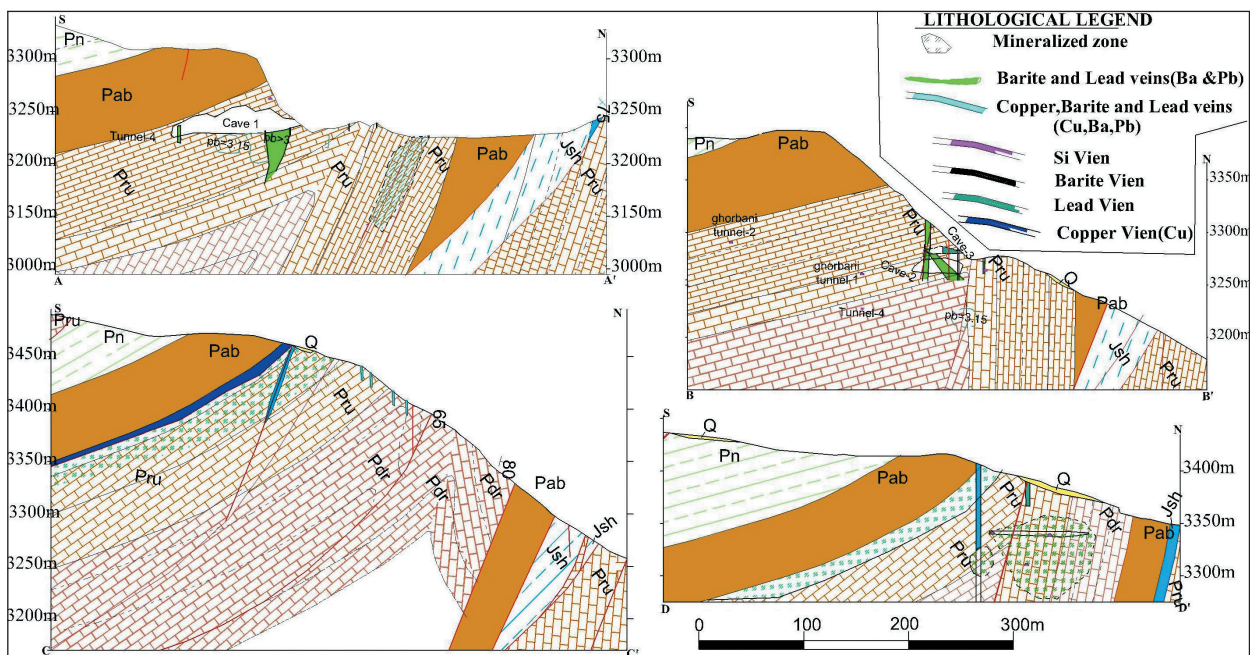 LITHOLOGICAL LEGEND
Mineralized zone
Barite and Lead veins(Ba &Pb)
Copper,Barite and Lead veins
(Cu,Ba,Pb)
Si Vien
Barite Vien
Lead Vien
Copper Vien(Cu)
S
N
3300m
3250m
3200m
3150m
3000m
3300m
3250m
3200m
3150m
3000m
Pn
Pab
Cave 1
Tunnel-4
pb=3.15
pb>3
Pru
Pru
Pru
Pab
Jsh
Pru
75
A
A'
S
N
3350m
3300m
3250m
3200m
Pn
Pab
ghorbani
tunnel-2
ghorbani
tunnel-1
Tunnel-4
Pru
Cave-3
Cave-2
pb=3.15
Pru
Q
Pab
Jsh
Pru
B
B'
S
N
3450m
3400m
3350m
3300m
3250m
3200m
Pru
Pn
Pab
Q
Pru
Pru
65
Pdr
Pdr
80
Pdr
Pab
Jsh
Jsh
Pru
C
C'
S
N
3400m
3350m
3300m
Q
Pn
Pab
Pru
Pru
Q
Pdr
Pab
Jsh
D
D'
0
100
200
300m